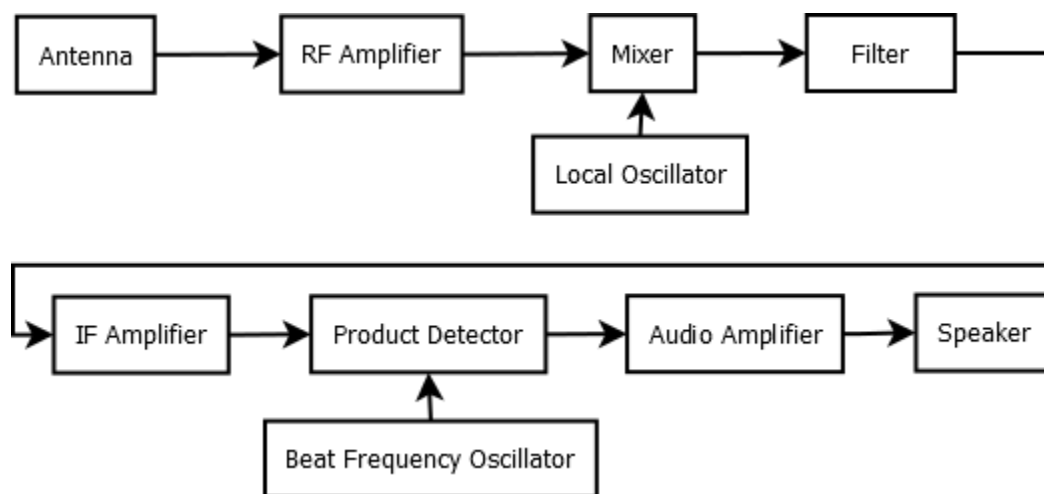 Antenna
RF Amplifier
Mixer
Filter
Local Oscillator
IF Amplifier
Product Detector
Audio Amplifier
Speaker
Beat Frequency Oscillator